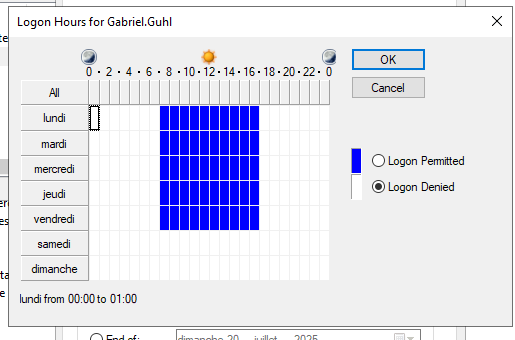 Logon Hours for Gabriel.Guhl
OK
0 · 2 · 4 · 6 · 8 · 10 · 12 · 14 · 16 · 18 · 20 · 22 · 0
Cancel
All
lundi
mardi
mercredi
jeudi
vendredi
samedi
dimanche
Logon Permitted
Logon Denied
lundi from 00:00 to 01:00
End of:
dimanche 20 juillet 2025